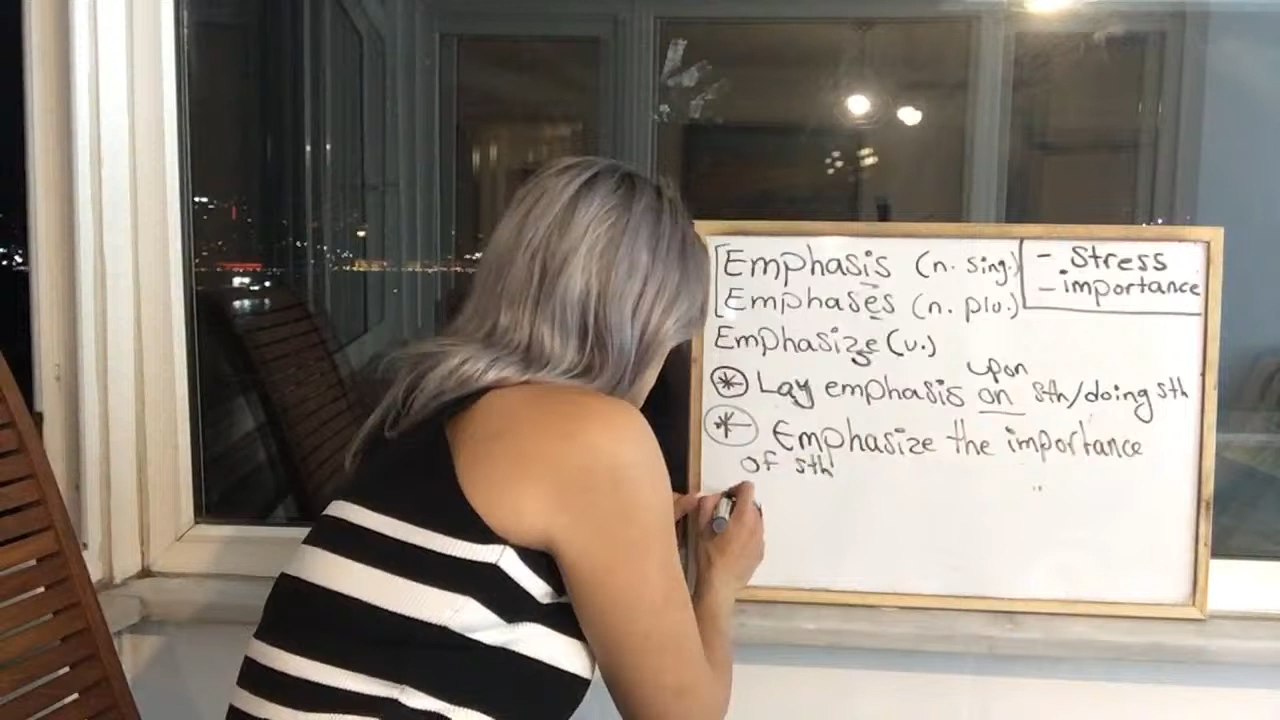 [Emphasis (n. sing.)
[Emphases (n. plu.)
- Stress
- importance
Emphasize (v.)
upon
Lay emphasis on sth/doing sth
Emphasize the importance
of sth